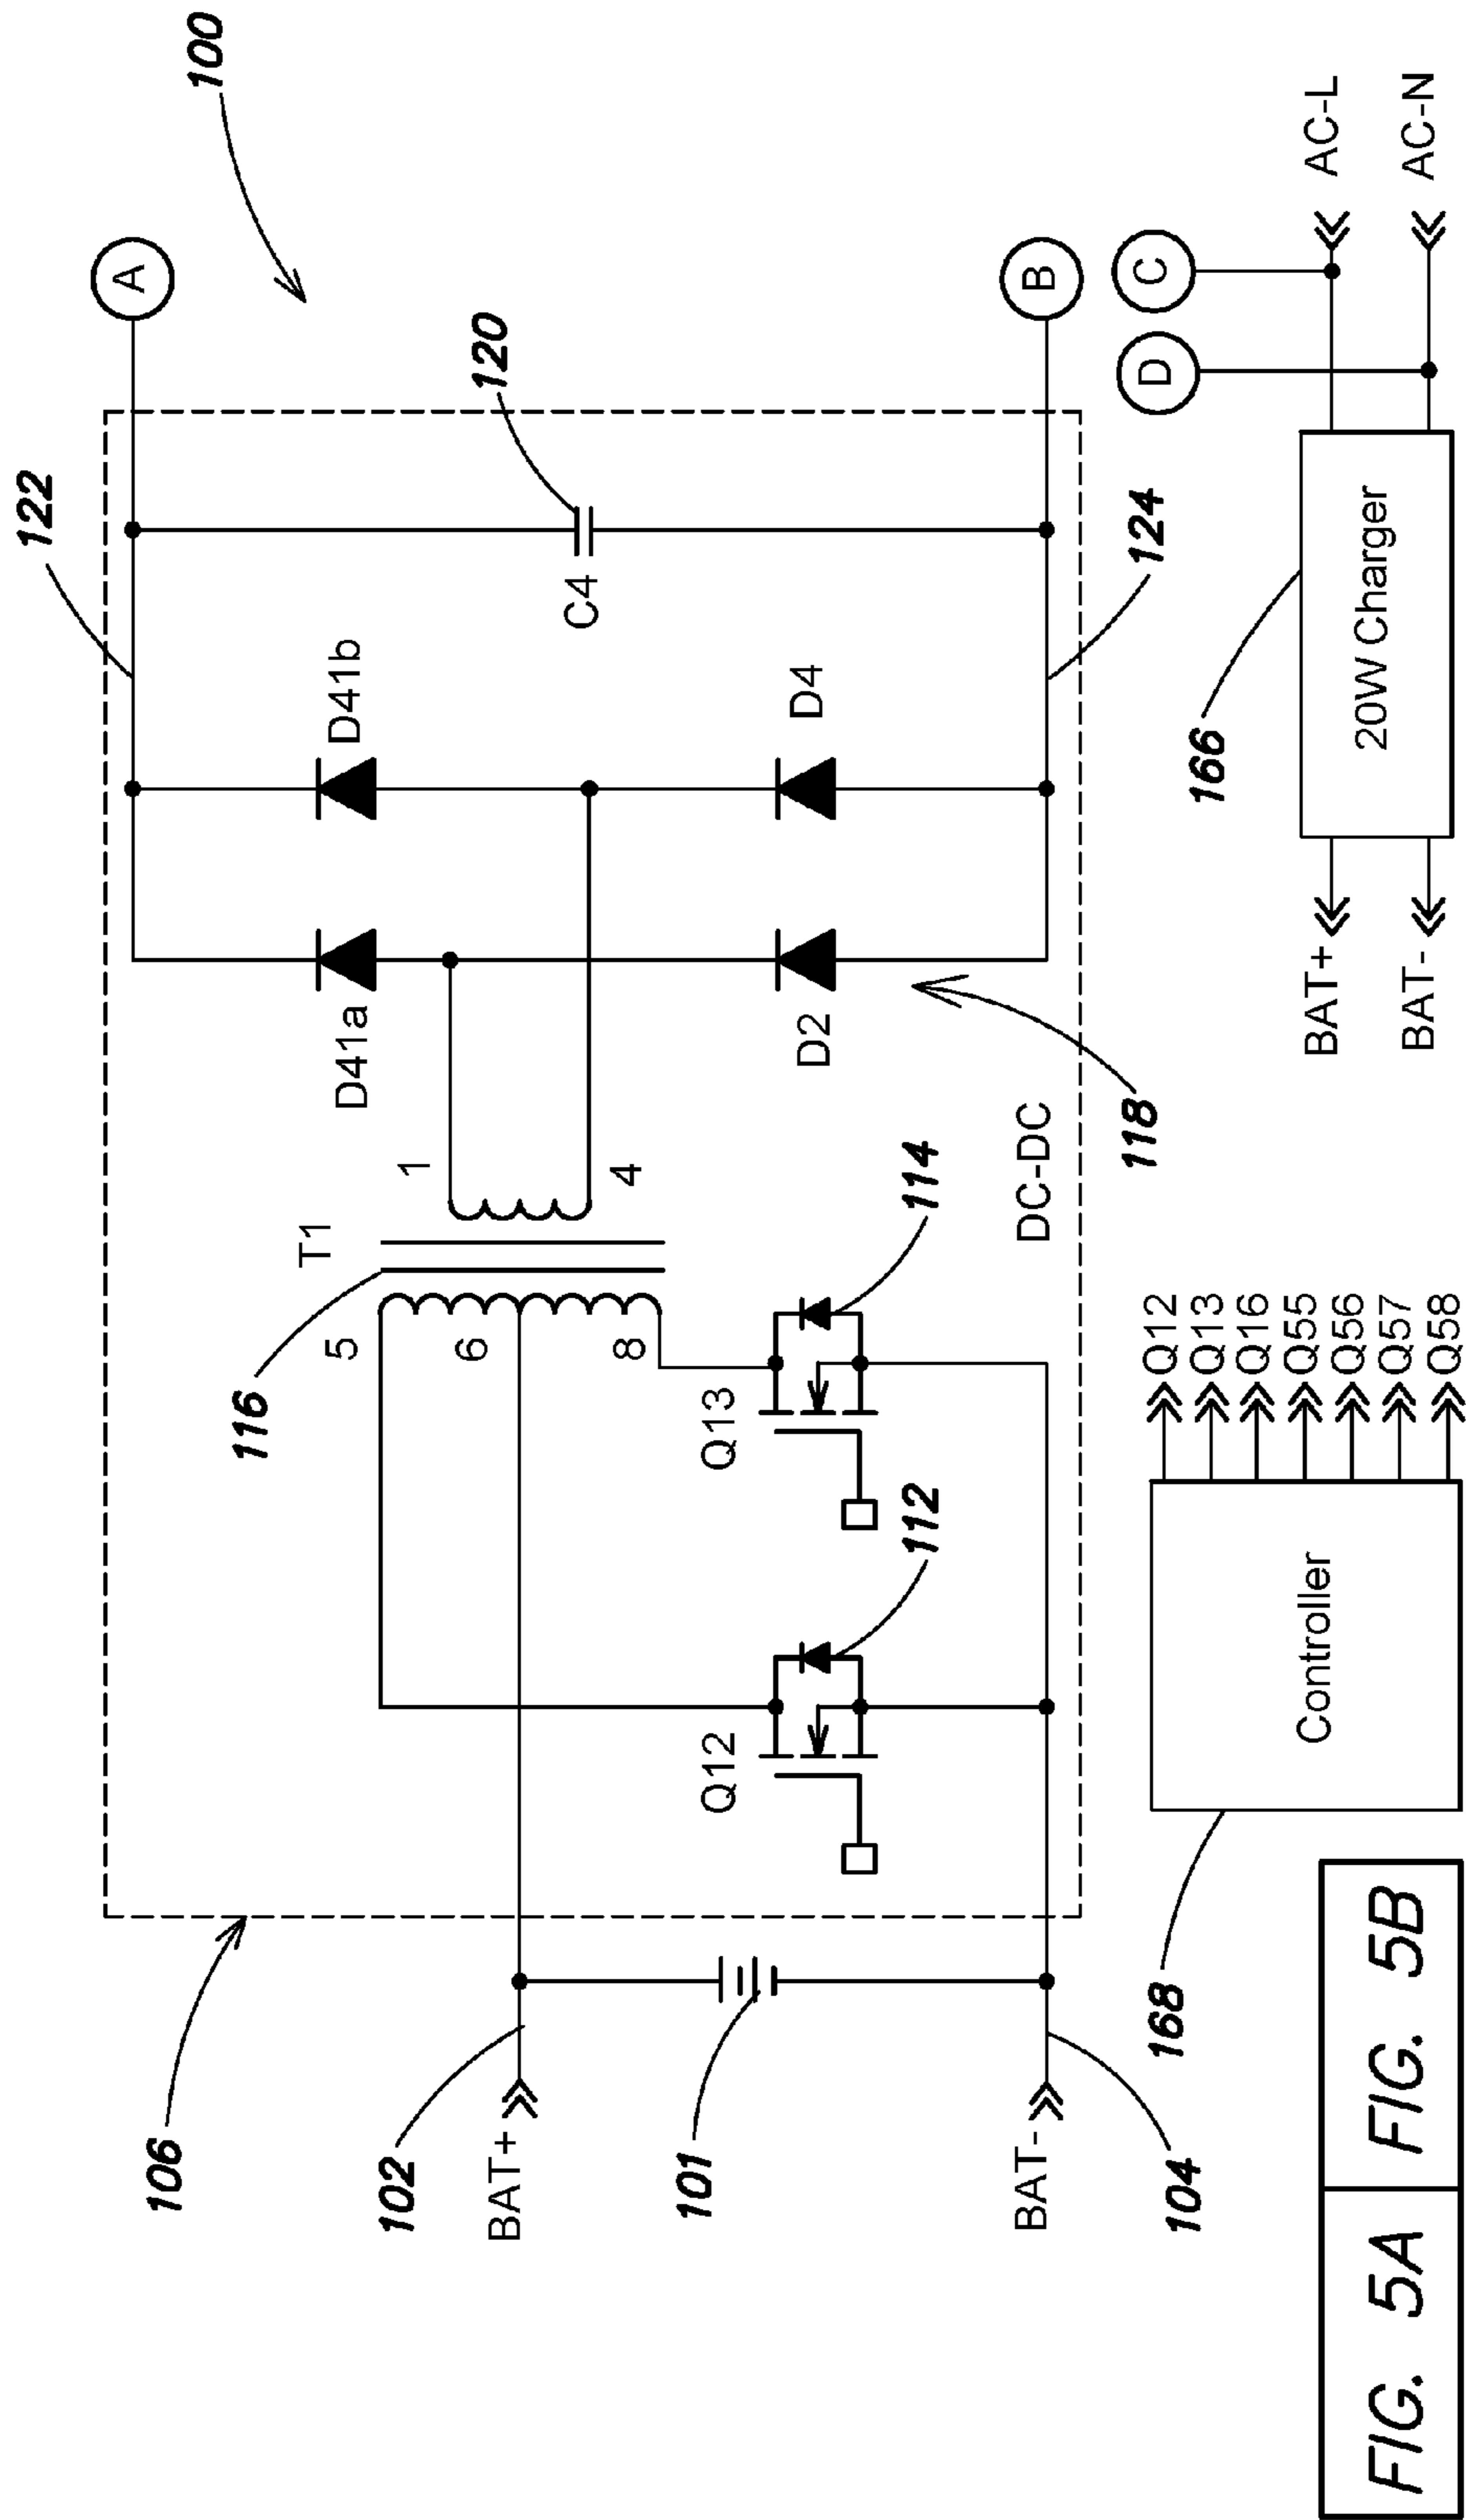 100
122
A
120
C4
D41a
D41b
116
T1
5
1
6
8
4
106
102
BAT+
101
Q12
Q13
D2
D4
114
112
DC-DC
B
BAT-
104
118
124
168
Controller
Q12
Q13
Q16
Q55
Q56
Q57
Q58
166
20W Charger
BAT+
BAT-
D
C
AC-L
AC-N
FIG. 5A
FIG. 5B